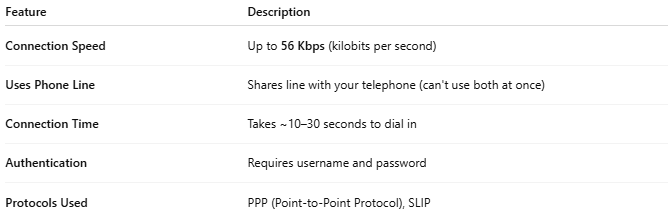 Feature Description
Connection Speed Up to 56 Kbps (kilobits per second)
Uses Phone Line Shares line with your telephone (can't use both at once)
Connection Time Takes ~10–30 seconds to dial in
Authentication Requires username and password
Protocols Used PPP (Point-to-Point Protocol), SLIP